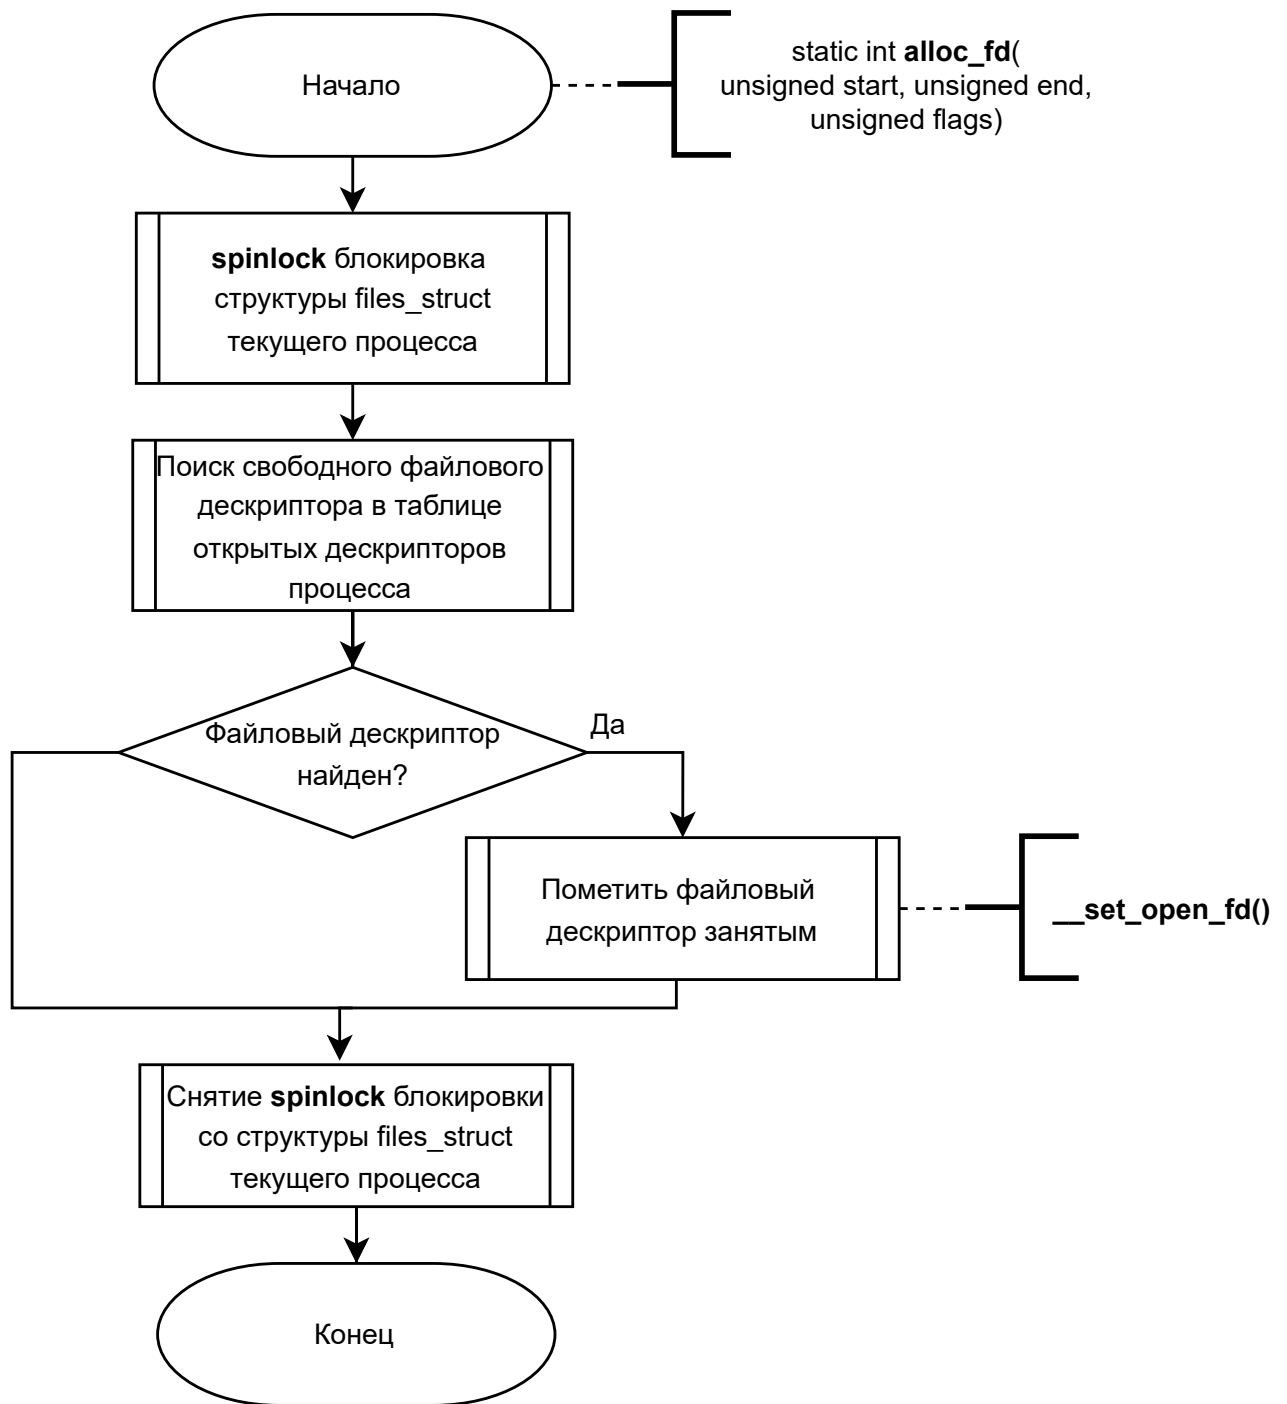 Начало
static int alloc_fd(
unsigned start, unsigned end,
unsigned flags)
spinlock блокировка
структуры files_struct
текущего процесса
Поиск свободного файлового
дескриптора в таблице
открытых дескрипторов
процесса
Файловый дескриптор
найден?
Да
Пометить файловый
дескриптор занятым
__set_open_fd()
Снятие spinlock блокировки
со структуры files_struct
текущего процесса
Конец